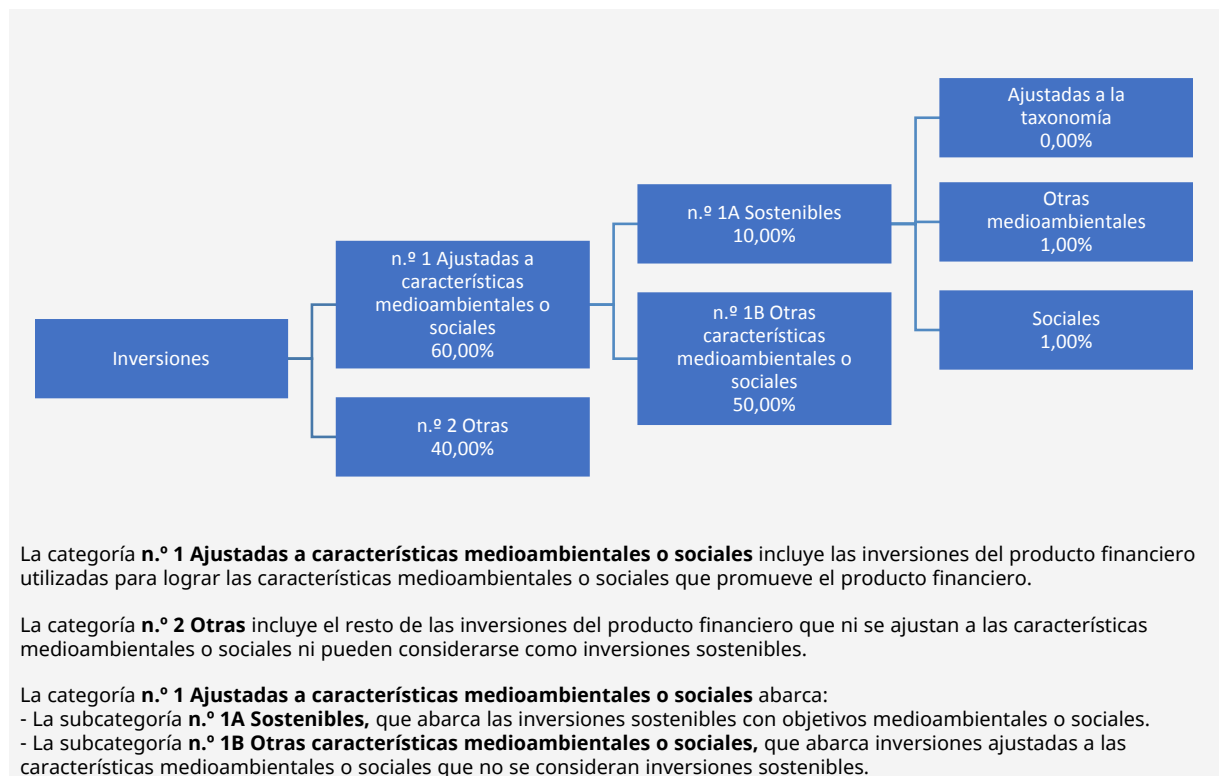 Inversiones
n.º 1 Ajustadas a
características
medioambientales o
sociales
60,00%
n.º 2 Otras
40,00%
n.º 1A Sostenibles
10,00%
n.º 1B Otras
características
medioambientales o
sociales
50,00%
Ajustadas a la
taxonomía
0,00%
Otras
medioambientales
1,00%
Sociales
1,00%
La categoría n.º 1 Ajustadas a características medioambientales o sociales incluye las inversiones del producto financiero
utilizadas para lograr las características medioambientales o sociales que promueve el producto financiero.
La categoría n.º 2 Otras incluye el resto de las inversiones del producto financiero que ni se ajustan a las características
medioambientales o sociales ni pueden considerarse como inversiones sostenibles.
La categoría n.º 1 Ajustadas a características medioambientales o sociales abarca:
- La subcategoría n.º 1A Sostenibles, que abarca las inversiones sostenibles con objetivos medioambientales o sociales.
- La subcategoría n.º 1B Otras características medioambientales o sociales, que abarca inversiones ajustadas a las
características medioambientales o sociales que no se consideran inversiones sostenibles.